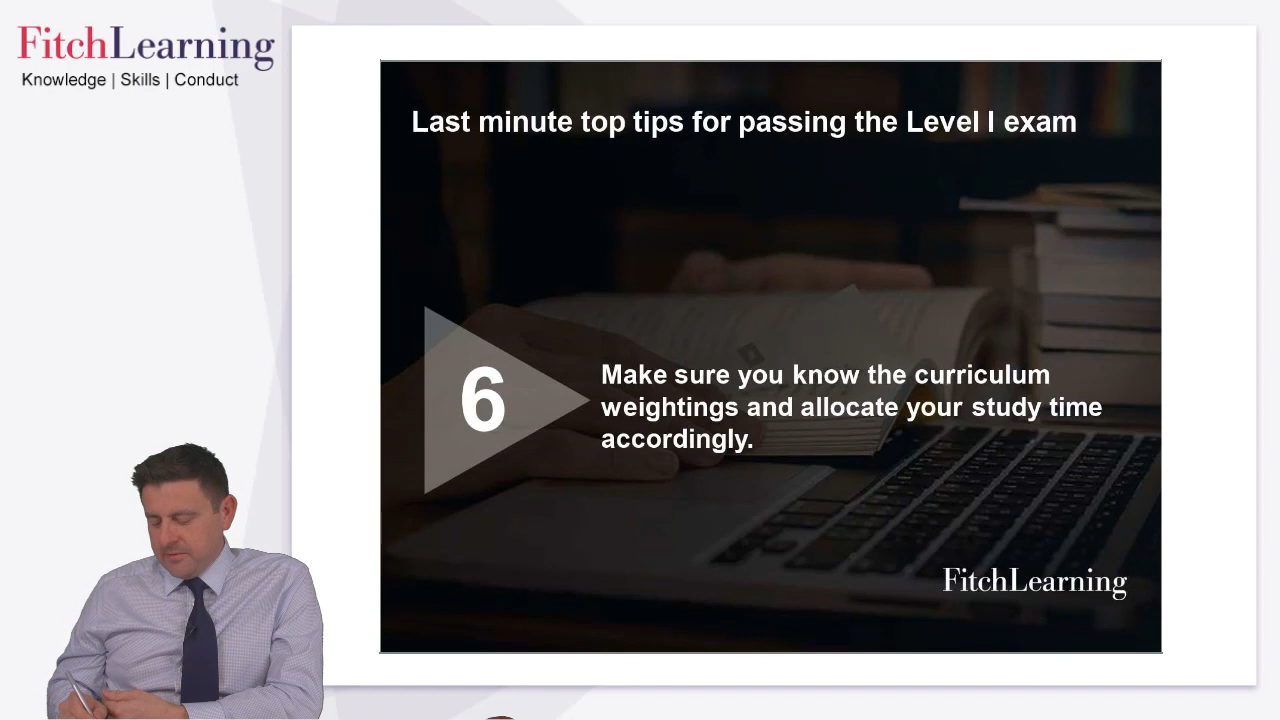 FitchLearning
Knowledge | Skills | Conduct
Last minute top tips for passing the Level I exam
6
Make sure you know the curriculum
weightings and allocate your study time
accordingly.
FitchLearning